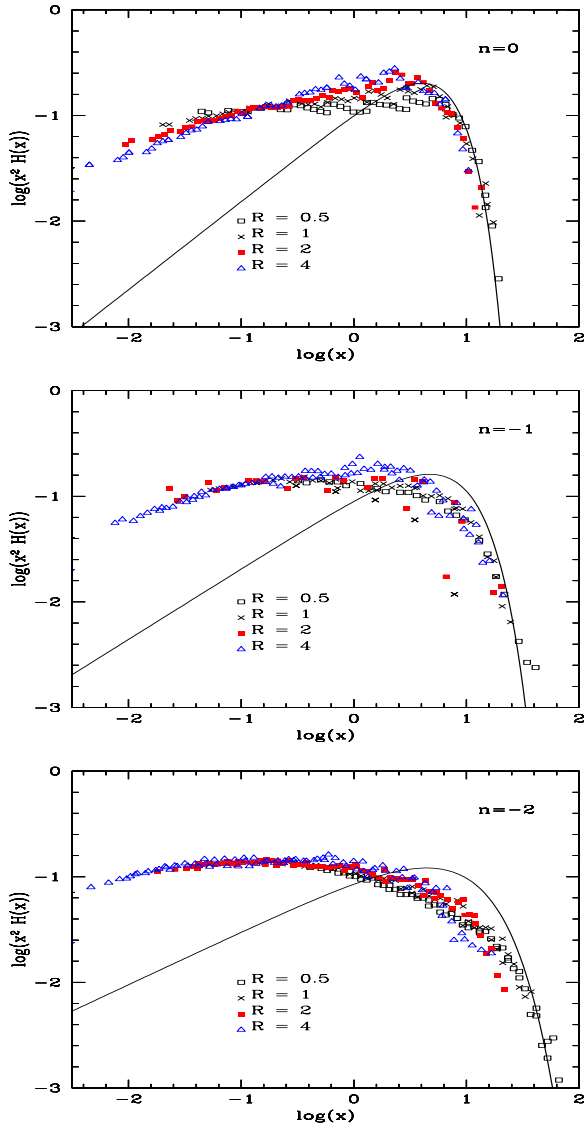 n=0
0
−1
−2
−3
log(x² H(x))
R = 0.5
R = 1
R = 2
R = 4
−2
−1
0
1
2
log(x)
n=−1
0
−1
−2
−3
log(x² H(x))
R = 0.5
R = 1
R = 2
R = 4
−2
−1
0
1
2
log(x)
n=−2
0
−1
−2
−3
log(x² H(x))
R = 0.5
R = 1
R = 2
R = 4
−2
−1
0
1
2
log(x)